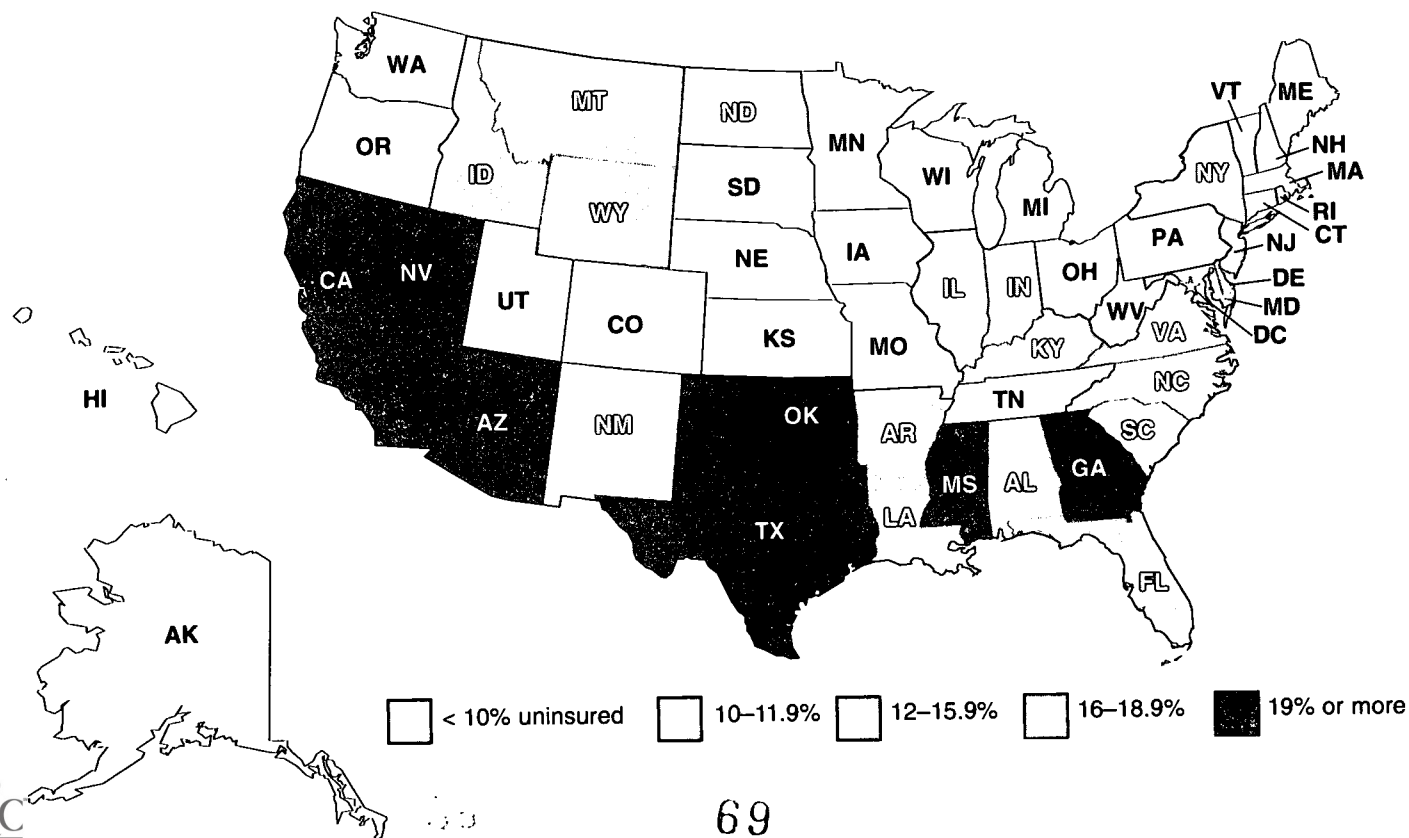 WA
MT
ND
MN
VT
ME
OR
ID
SD
WI
NY
NH
MA
WY
MI
RI
CT
PA
NJ
NE
IA
OH
DE
CA
NV
UT
IL
IN
MD
CO
WV
VA
DC
KS
MO
KY
HI
NC
TN
AZ
NM
OK
AR
SC
MS
AL
GA
LA
TX
FL
AK
< 10% uninsured 10–11.9% 12–15.9% 16–18.9% 19% or more
C
69